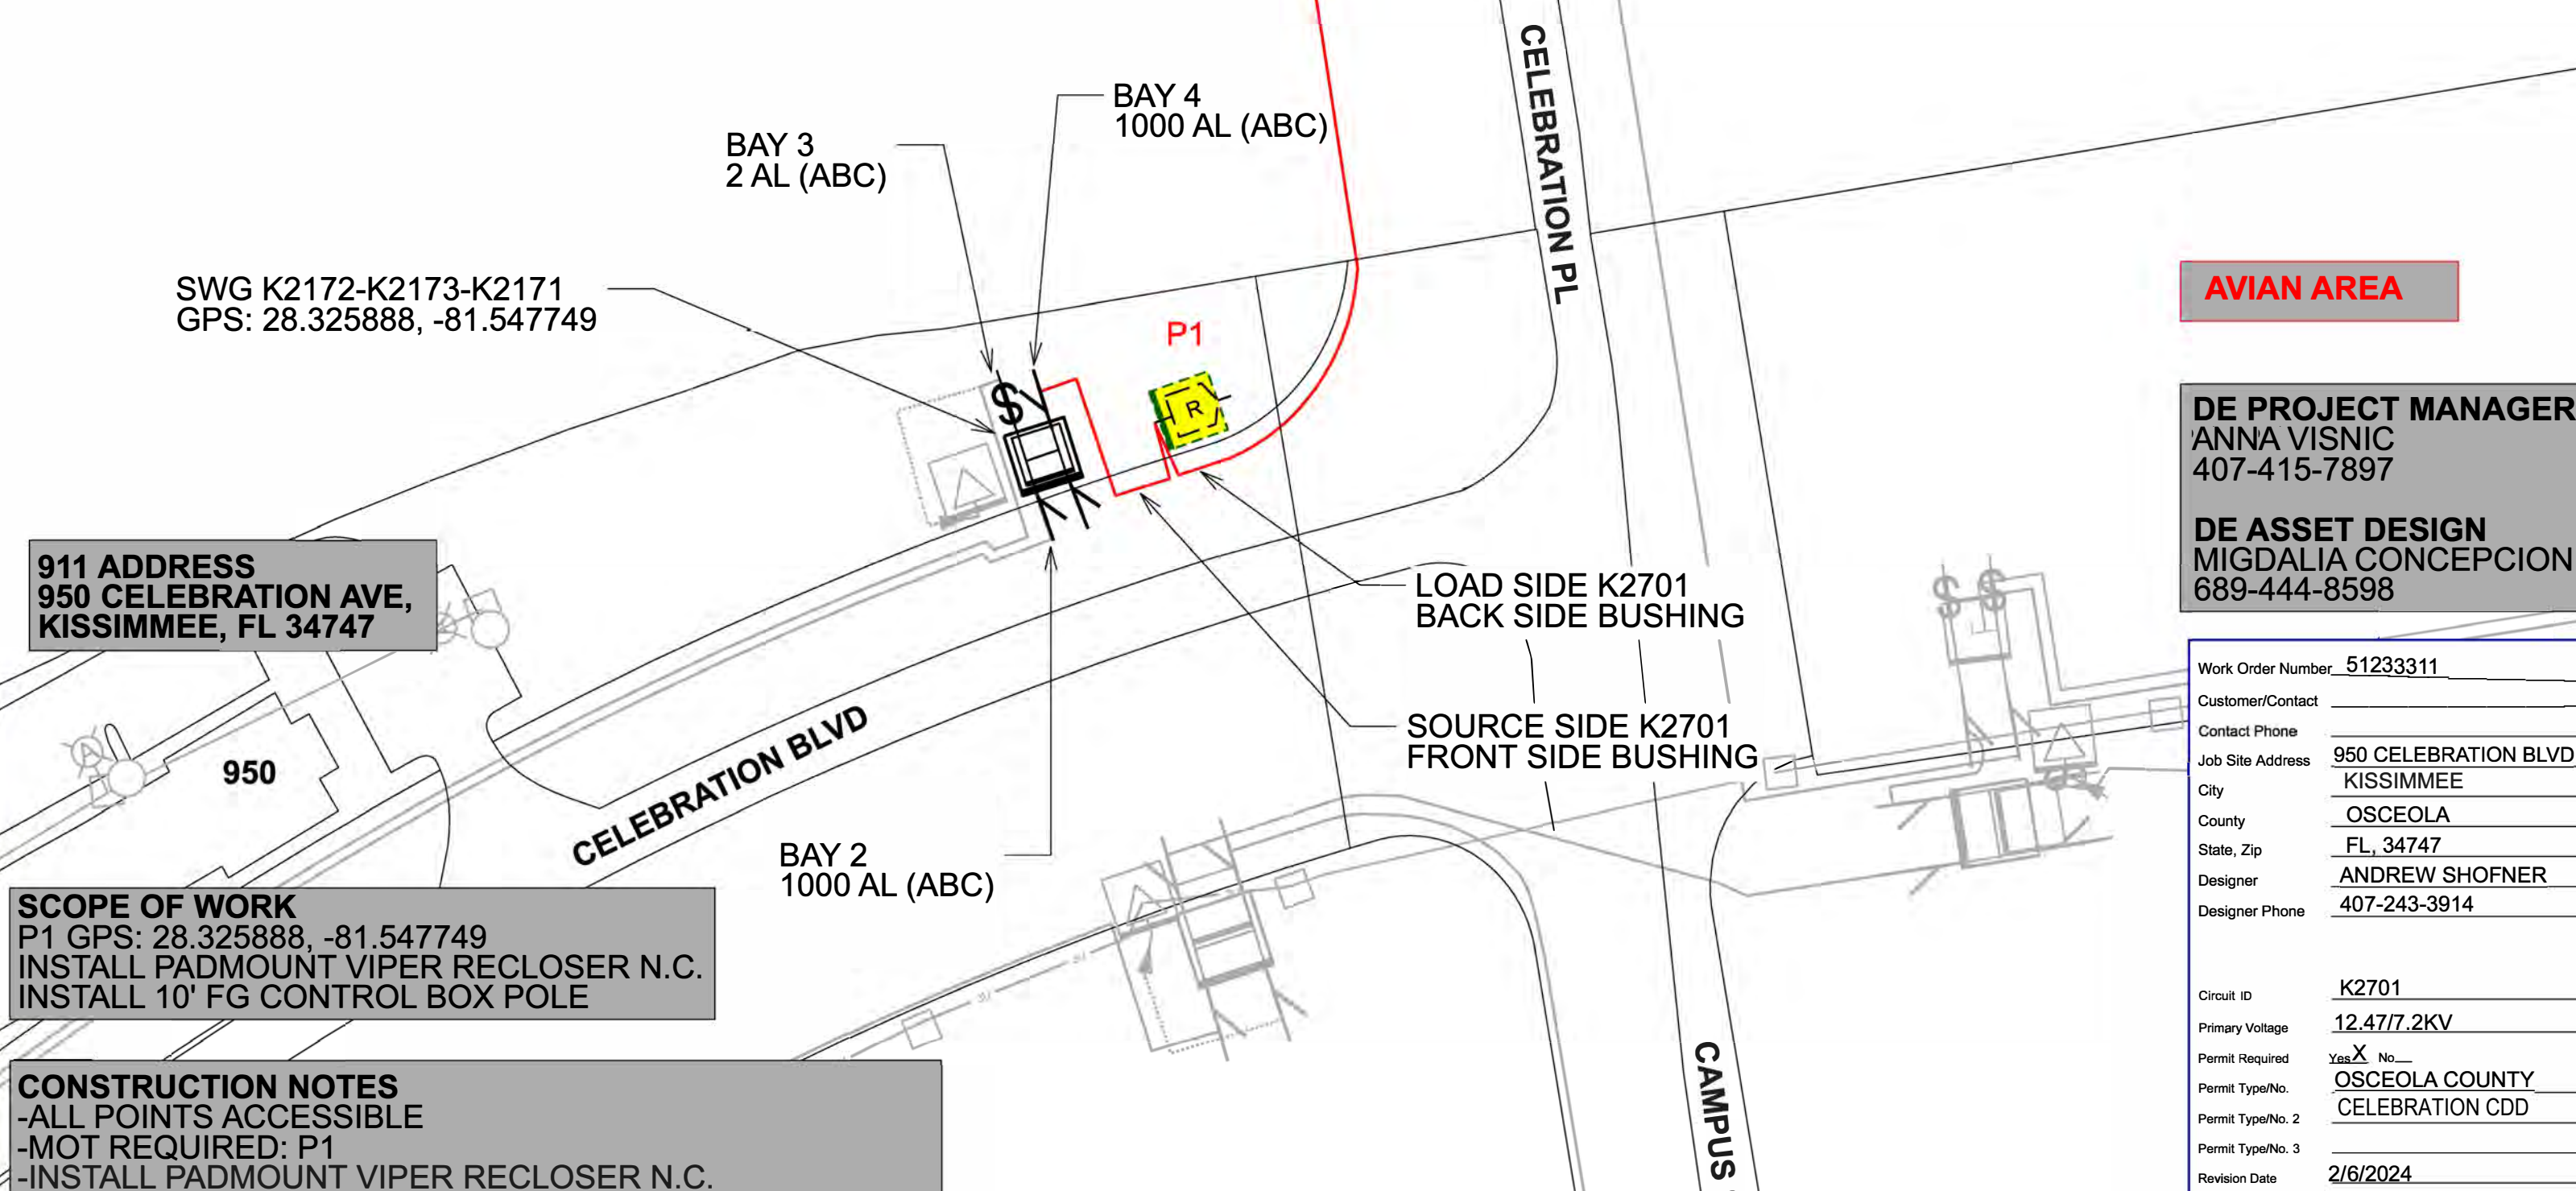 CELEBRATION PL
BAY 4
1000 AL (ABC)
BAY 3
2 AL (ABC)
SWG K2172-K2173-K2171
GPS: 28.325888, -81.547749
P1
R
AVIAN AREA
DE PROJECT MANAGER
ANNA VISNIC
407-415-7897
DE ASSET DESIGN
MIGDALIA CONCEPCION
689-444-8598
911 ADDRESS
950 CELEBRATION AVE,
KISSIMMEE, FL 34747
LOAD SIDE K2701
BACK SIDE BUSHING
SOURCE SIDE K2701
FRONT SIDE BUSHING
950
CELEBRATION BLVD
BAY 2
1000 AL (ABC)
SCOPE OF WORK
P1 GPS: 28.325888, -81.547749
INSTALL PADMOUNT VIPER RECLOSER N.C.
INSTALL 10' FG CONTROL BOX POLE
CONSTRUCTION NOTES
-ALL POINTS ACCESSIBLE
-MOT REQUIRED: P1
-INSTALL PADMOUNT VIPER RECLOSER N.C.
CAMPUS
Work Order Number 51233311
Customer/Contact
Contact Phone
Job Site Address 950 CELEBRATION BLVD
City KISSIMMEE
County OSCEOLA
State, Zip FL, 34747
Designer ANDREW SHOFNER
Designer Phone 407-243-3914
Circuit ID K2701
Primary Voltage 12.47/7.2KV
Permit Required Yes X No
Permit Type/No. OSCEOLA COUNTY
Permit Type/No. 2 CELEBRATION CDD
Permit Type/No. 3
Revision Date 2/6/2024